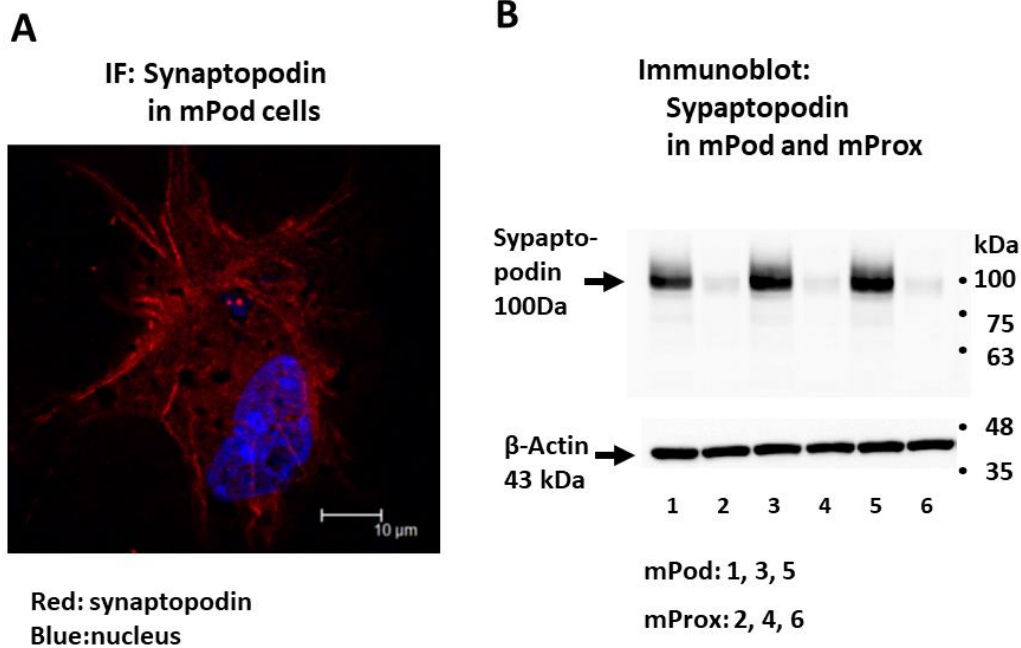 A
IF: Synaptopodin
in mPod cells
10 µm
Red: synaptopodin
Blue:nucleus
B
Immunoblot:
Sypaptopodin
in mPod and mProx
Sypapto-
podin
100Da
kDa
100
75
63
β-Actin
43 kDa
48
35
1 2 3 4 5 6
mPod: 1, 3, 5
mProx: 2, 4, 6